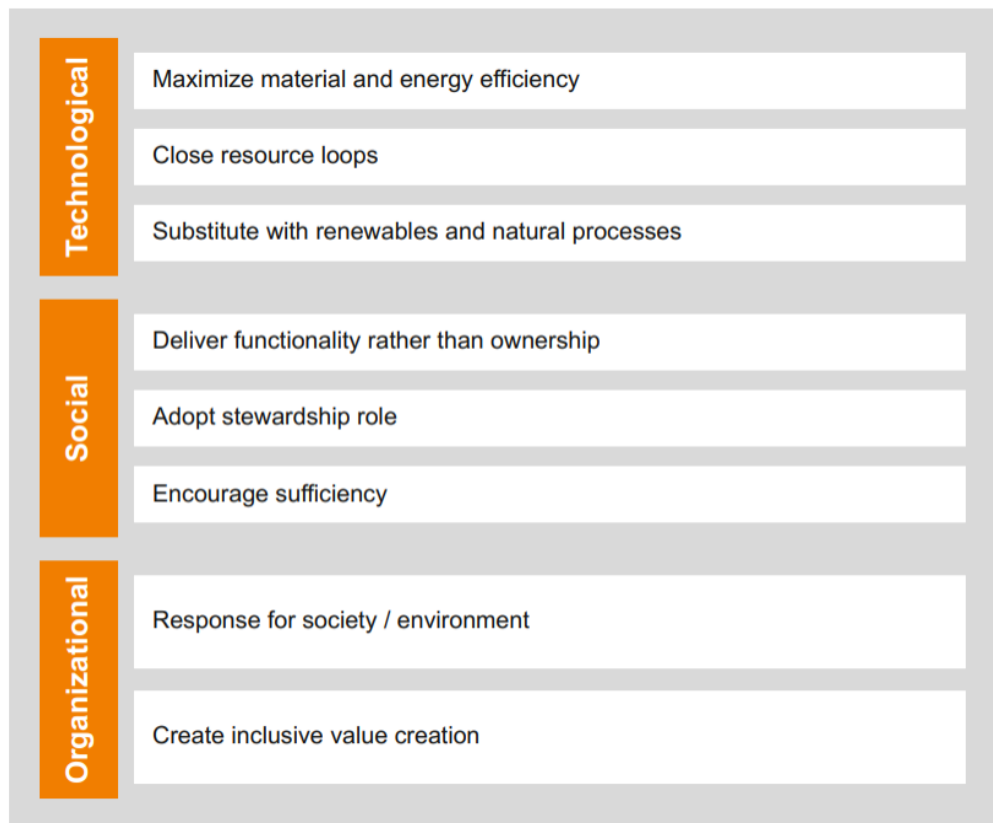 Technological
Maximize material and energy efficiency
Close resource loops
Substitute with renewables and natural processes
Social
Deliver functionality rather than ownership
Adopt stewardship role
Encourage sufficiency
Organizational
Response for society / environment
Create inclusive value creation